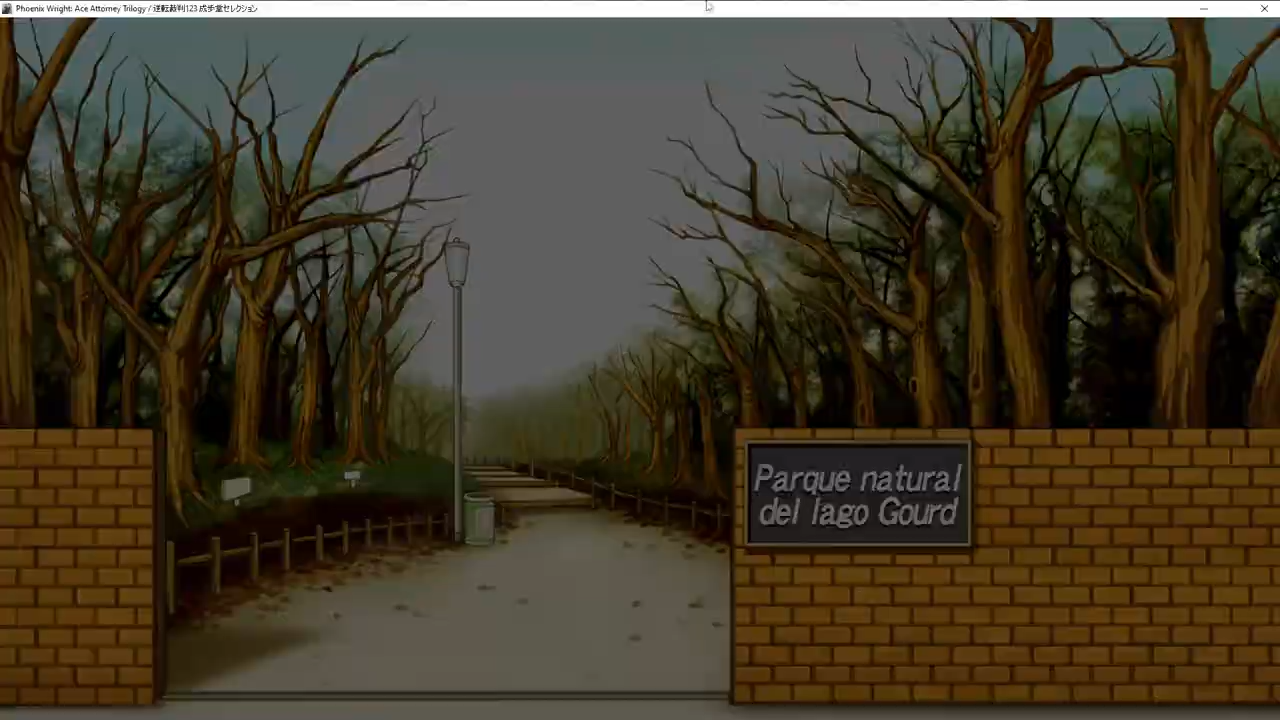 Phoenix Wright: Ace Attorney Trilogy / 逆転裁判123 成歩堂セレクション
Parque natural
del lago Gourd